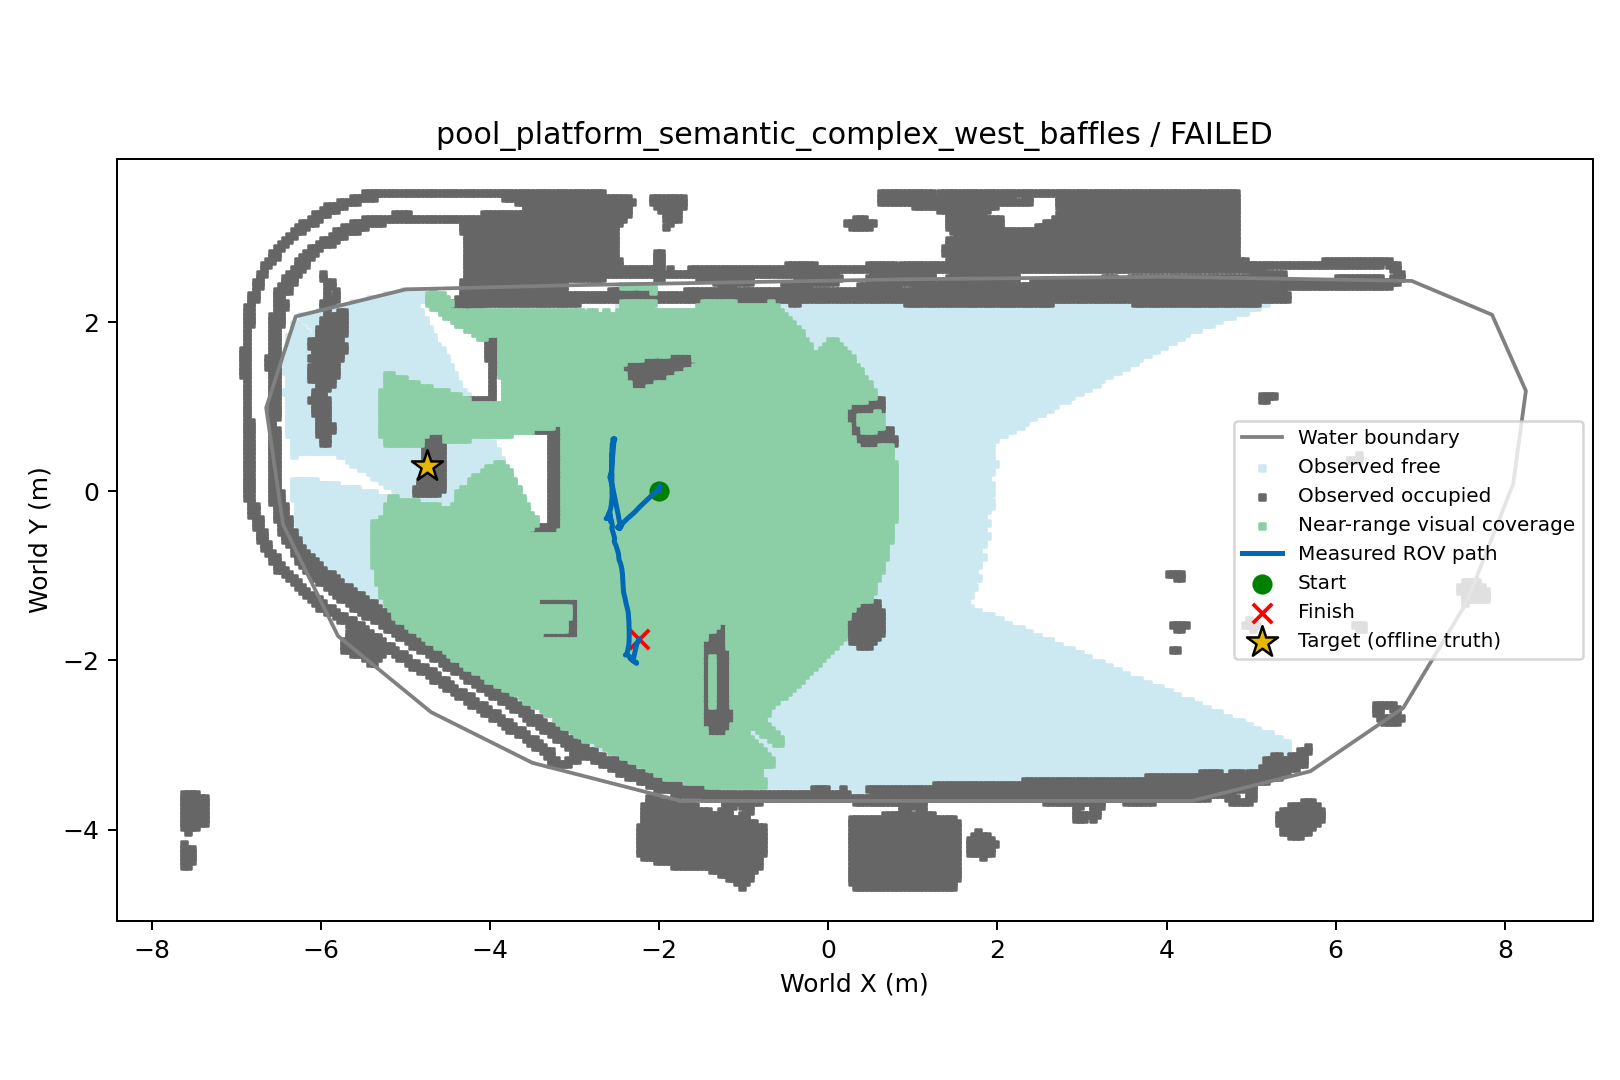 pool_platform_semantic_complex_west_baffles / FAILED
World Y (m)
2
0
−2
−4
Water boundary
Observed free
Observed occupied
Near-range visual coverage
Measured ROV path
Start
Finish
Target (offline truth)
−8 −6 −4 −2 0 2 4 6 8
World X (m)